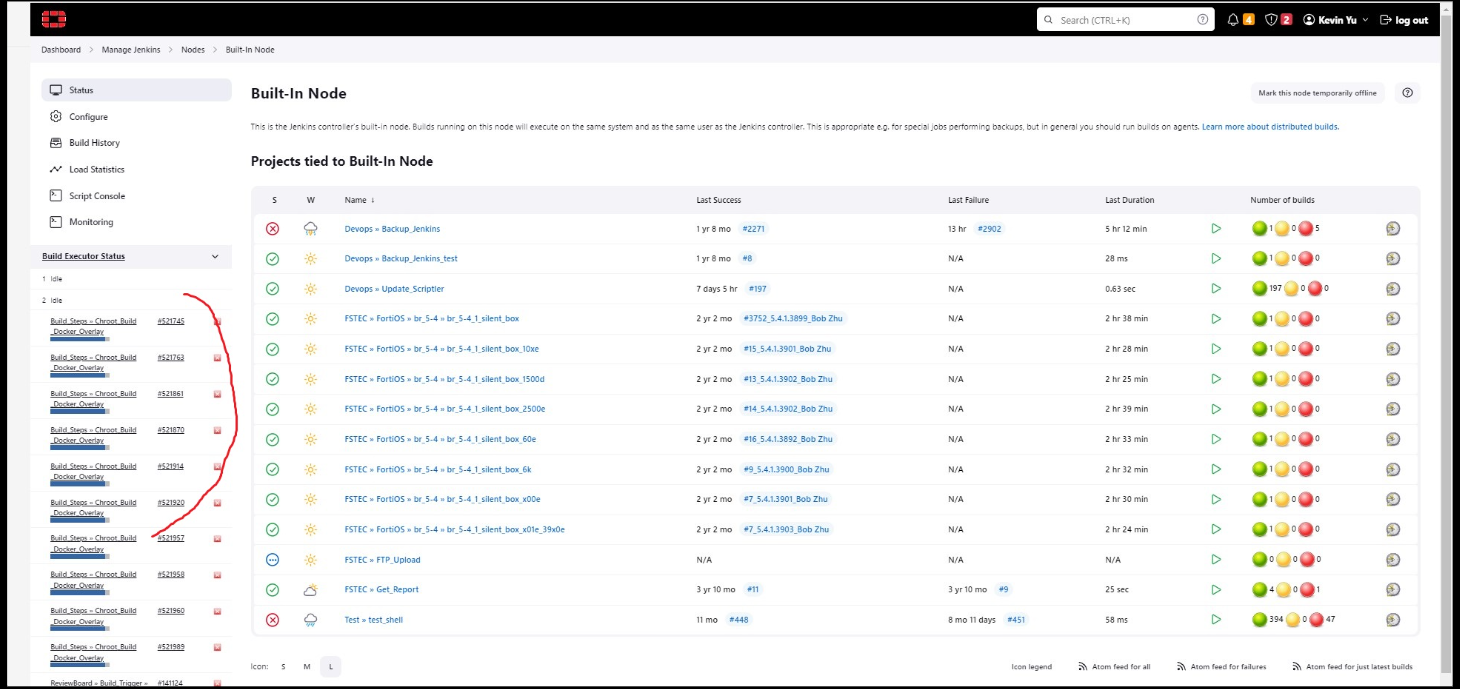 Search (CTRL+K)
4
2
Kevin Yu
log out
Dashboard
Manage Jenkins
Nodes
Built-In Node
Status
Configure
Build History
Load Statistics
Script Console
Monitoring
Build Executor Status
1 Idle
2 Idle
Build_Steps » Chroot_Build #521745
_Docker_Overlay
Build_Steps » Chroot_Build #521763
_Docker_Overlay
Build_Steps » Chroot_Build #521861
_Docker_Overlay
Build_Steps » Chroot_Build #521870
_Docker_Overlay
Build_Steps » Chroot_Build #521914
_Docker_Overlay
Build_Steps » Chroot_Build #521920
_Docker_Overlay
Build_Steps » Chroot_Build #521957
_Docker_Overlay
Build_Steps » Chroot_Build #521958
_Docker_Overlay
Build_Steps » Chroot_Build #521960
_Docker_Overlay
Build_Steps » Chroot_Build #521989
_Docker_Overlay
ReviewBoard » Build_Trigger » #141124
Built-In Node
Mark this node temporarily offline
This is the Jenkins controller's built-in node. Builds running on this node will execute on the same system and as the same user as the Jenkins controller. This is appropriate e.g. for special jobs performing backups, but in general you should run builds on agents. Learn more about distributed builds.
Projects tied to Built-In Node
S W Name ↓ Last Success Last Failure Last Duration Number of builds
Devops » Backup_Jenkins 1 yr 8 mo #2271 13 hr #2902 5 hr 12 min 1 0 5
Devops » Backup_Jenkins_test 1 yr 8 mo #8 N/A 28 ms 1 0 0
Devops » Update_Scriptler 7 days 5 hr #197 N/A 0.63 sec 197 0 0
FSTEC » FortiOS » br_5-4 » br_5-4_1_silent_box 2 yr 2 mo #3752_5.4.1.3899_Bob Zhu N/A 2 hr 38 min 1 0 0
FSTEC » FortiOS » br_5-4 » br_5-4_1_silent_box_10xe 2 yr 2 mo #15_5.4.1.3901_Bob Zhu N/A 2 hr 28 min 1 0 0
FSTEC » FortiOS » br_5-4 » br_5-4_1_silent_box_1500d 2 yr 2 mo #13_5.4.1.3902_Bob Zhu N/A 2 hr 25 min 1 0 0
FSTEC » FortiOS » br_5-4 » br_5-4_1_silent_box_2500e 2 yr 2 mo #14_5.4.1.3902_Bob Zhu N/A 2 hr 39 min 1 0 0
FSTEC » FortiOS » br_5-4 » br_5-4_1_silent_box_60e 2 yr 2 mo #16_5.4.1.3892_Bob Zhu N/A 2 hr 33 min 1 0 0
FSTEC » FortiOS » br_5-4 » br_5-4_1_silent_box_6k 2 yr 2 mo #9_5.4.1.3900_Bob Zhu N/A 2 hr 32 min 1 0 0
FSTEC » FortiOS » br_5-4 » br_5-4_1_silent_box_x00e 2 yr 2 mo #7_5.4.1.3901_Bob Zhu N/A 2 hr 30 min 1 0 0
FSTEC » FortiOS » br_5-4 » br_5-4_1_silent_box_x01e_39x0e 2 yr 2 mo #7_5.4.1.3903_Bob Zhu N/A 2 hr 24 min 1 0 0
FSTEC » FTP_Upload N/A N/A N/A 0 0 0
FSTEC » Get_Report 3 yr 10 mo #11 3 yr 10 mo #9 25 sec 4 0 1
Test » test_shell 11 mo #448 8 mo 11 days #451 58 ms 394 0 47
Icon: S M L
Icon legend
Atom feed for all
Atom feed for failures
Atom feed for just latest builds